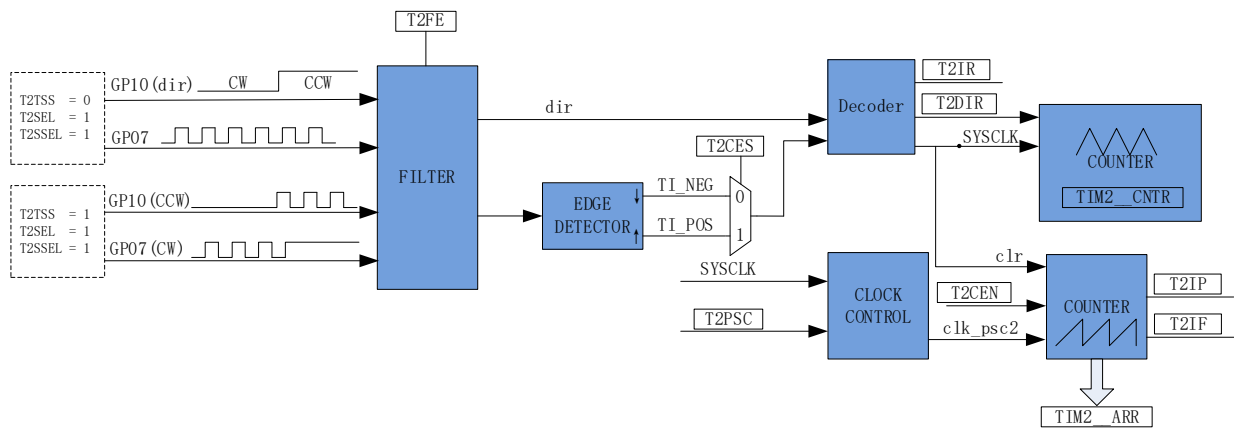 T2FE
GP10(dir)
CW
CCW
T2TSS = 0
T2SEL = 1
T2SSEL = 1
GP07
T2TSS = 1
T2SEL = 1
T2SSEL = 1
GP10(CCW)
GP07(CW)
FILTER
dir
EDGE
DETECTOR
TI_NEG
TI_POS
T2CES
0
1
Decoder
T2IR
T2DIR
SYSCLK
COUNTER
TIM2__CNTR
SYSCLK
T2PSC
CLOCK
CONTROL
clr
T2CEN
clk_psc2
COUNTER
T2IP
T2IF
TIM2__ARR